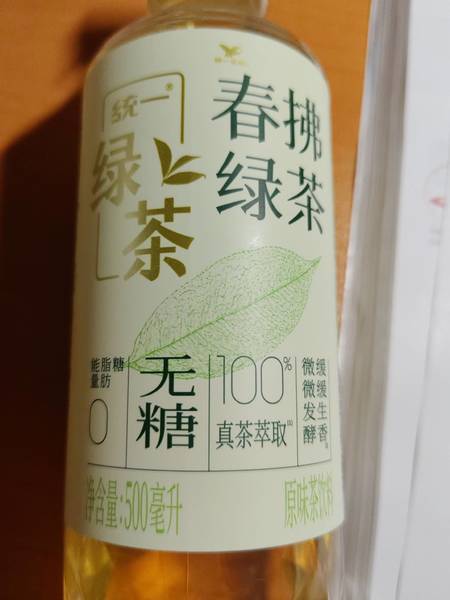 统一®
绿茶
春拂
绿茶
糖
脂肪
能量
0
无糖
100%
真茶萃取
缓缓生香
微微发酵
净含量:500毫升
原味茶饮料